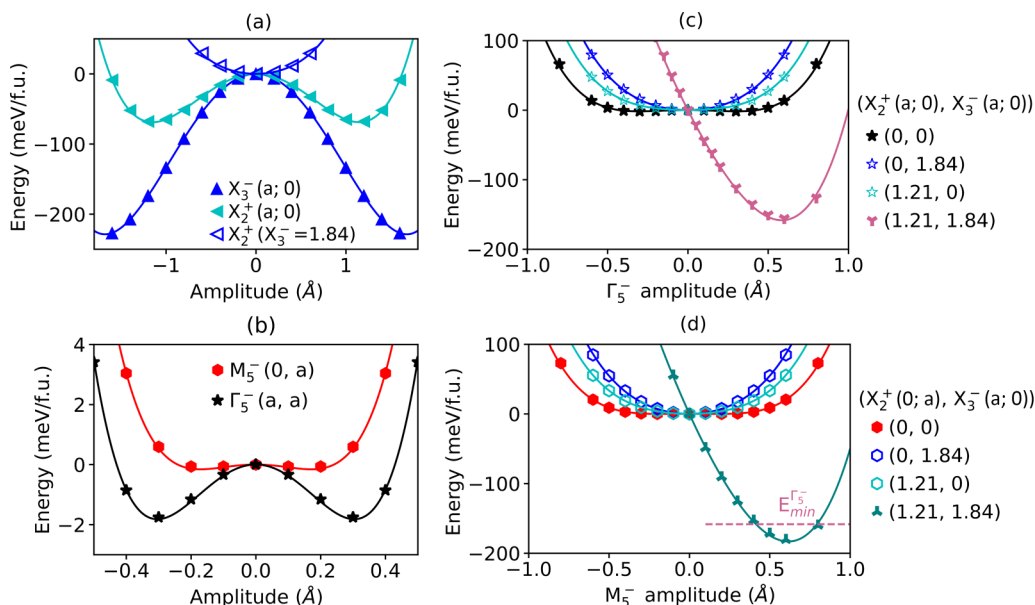 (a)
Energy (meV/f.u.)
0
−100
−200
−1
0
1
Amplitude (Å)
X₃⁻(a; 0)
X₂⁺(a; 0)
X₂⁺(X₃⁻=1.84)
(c)
Energy (meV/f.u.)
100
0
−100
−200
−1.0
−0.5
0.0
0.5
1.0
Γ₅⁻ amplitude (Å)
(X₂⁺(a; 0), X₃⁻(a; 0))
(0, 0)
(0, 1.84)
(1.21, 0)
(1.21, 1.84)
(b)
Energy (meV/f.u.)
4
2
0
−2
−0.4
−0.2
0.0
0.2
0.4
Amplitude (Å)
M₅⁻(0, a)
Γ₅⁻(a, a)
(d)
Energy (meV/f.u.)
100
0
−100
−200
−1.0
−0.5
0.0
0.5
1.0
M₅⁻ amplitude (Å)
E_min^Γ₅⁻
(X₂⁺(0; a), X₃⁻(a; 0))
(0, 0)
(0, 1.84)
(1.21, 0)
(1.21, 1.84)